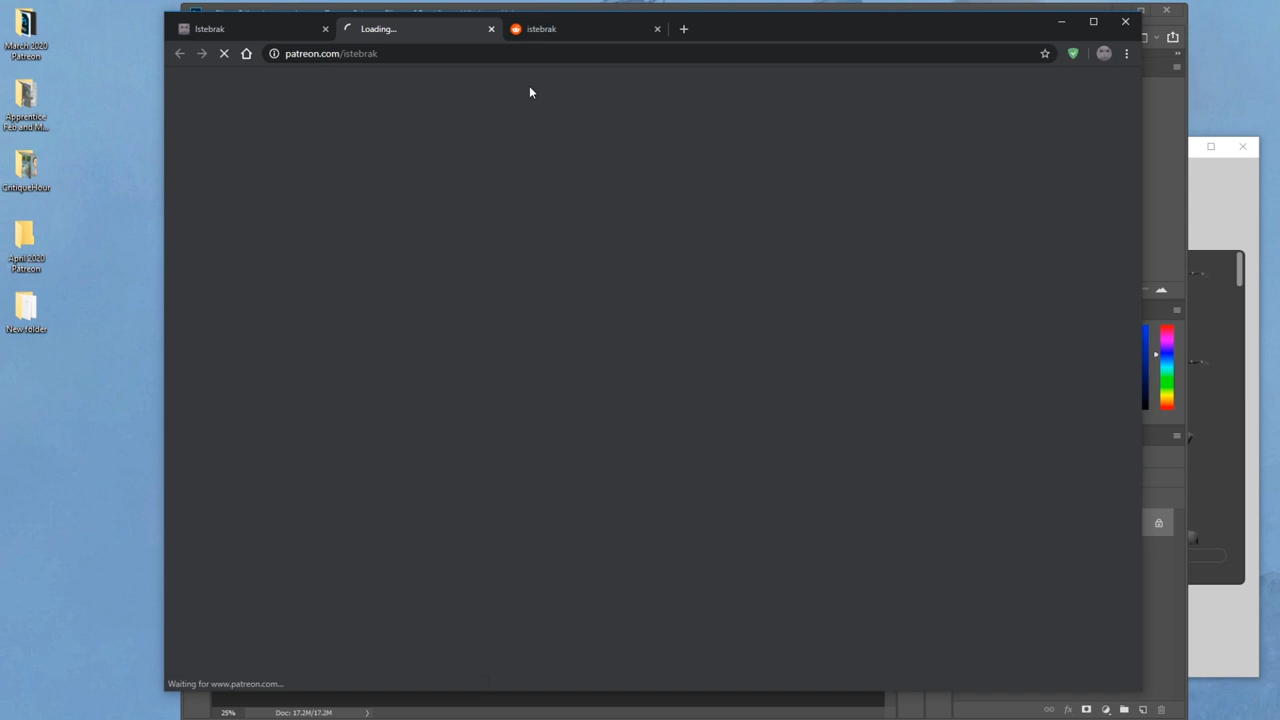 March 2020
Patreon
Apprentice
Feb and M...
CritiqueHour
April 2020
Patreon
New folder
Istebrak
Loading...
istebrak
patreon.com/istebrak
Waiting for www.patreon.com...
25%
Doc: 17.2M/17.2M
fx